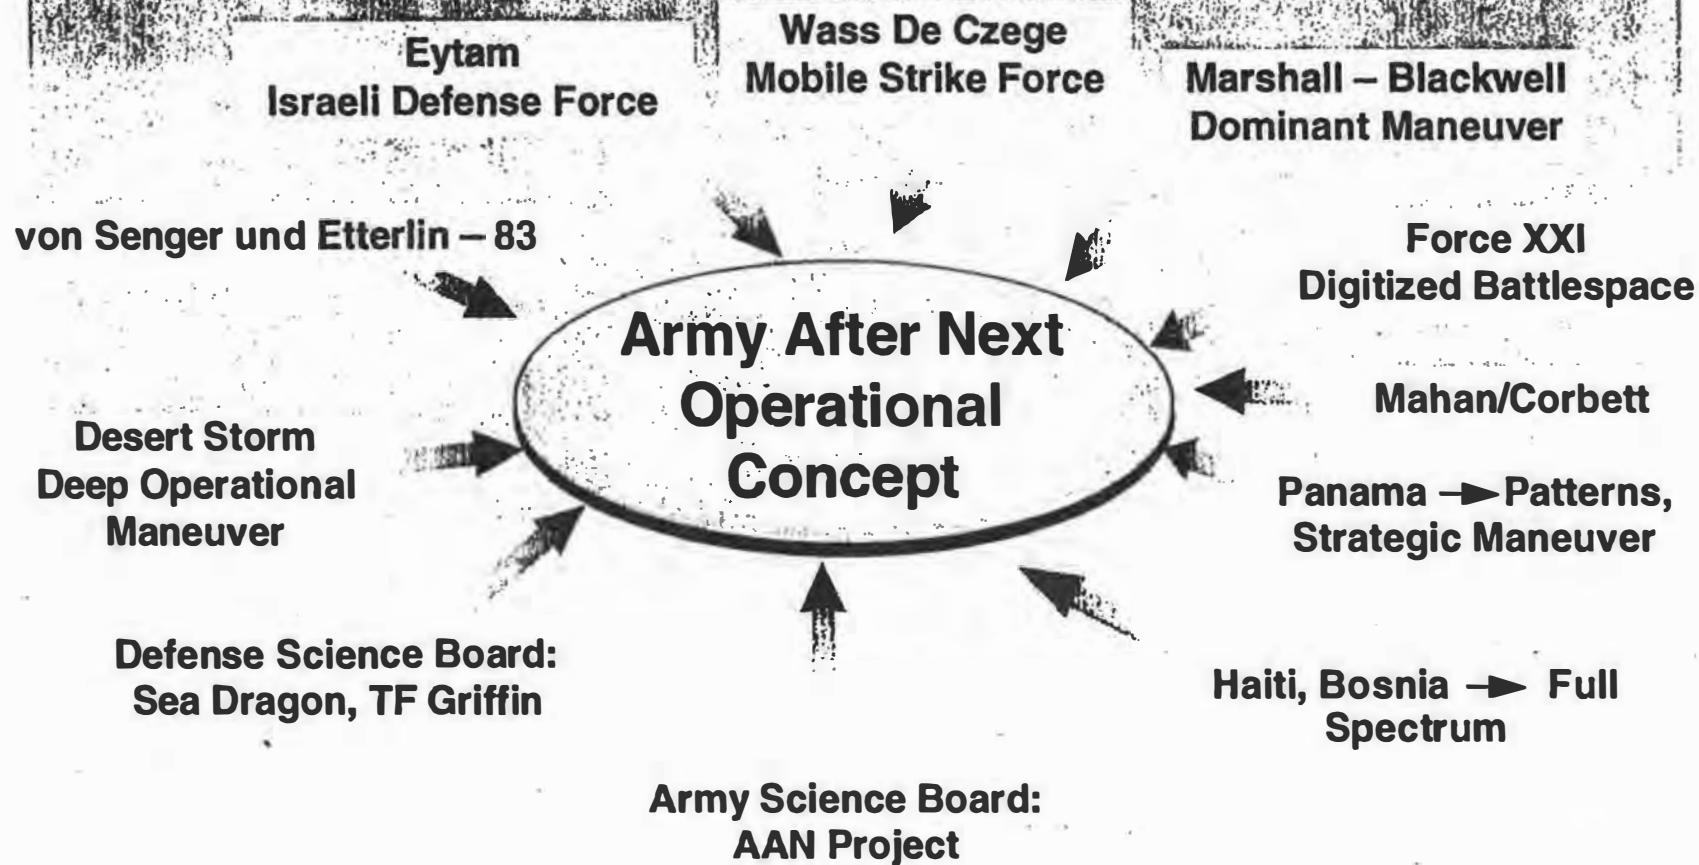 Eytam
Israeli Defense Force
Wass De Czege
Mobile Strike Force
Marshall – Blackwell
Dominant Maneuver
von Senger und Etterlin – 83
Force XXI
Digitized Battlespace
Army After Next
Operational
Concept
Mahan/Corbett
Desert Storm
Deep Operational
Maneuver
Panama → Patterns,
Strategic Maneuver
Defense Science Board:
Sea Dragon, TF Griffin
Haiti, Bosnia → Full
Spectrum
Army Science Board:
AAN Project